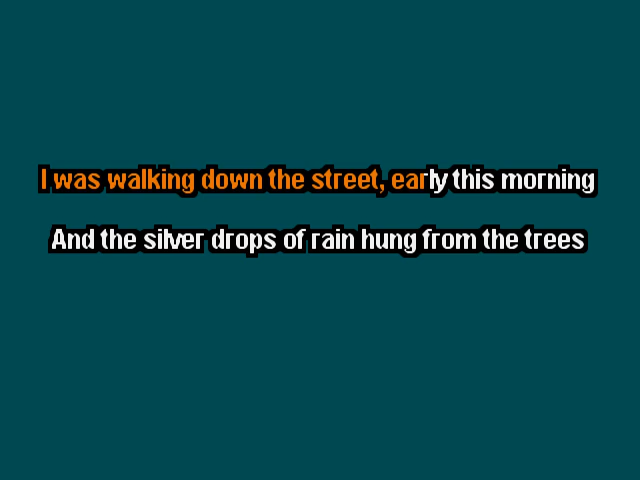 I was walking down the street, early this morning
And the silver drops of rain hung from the trees